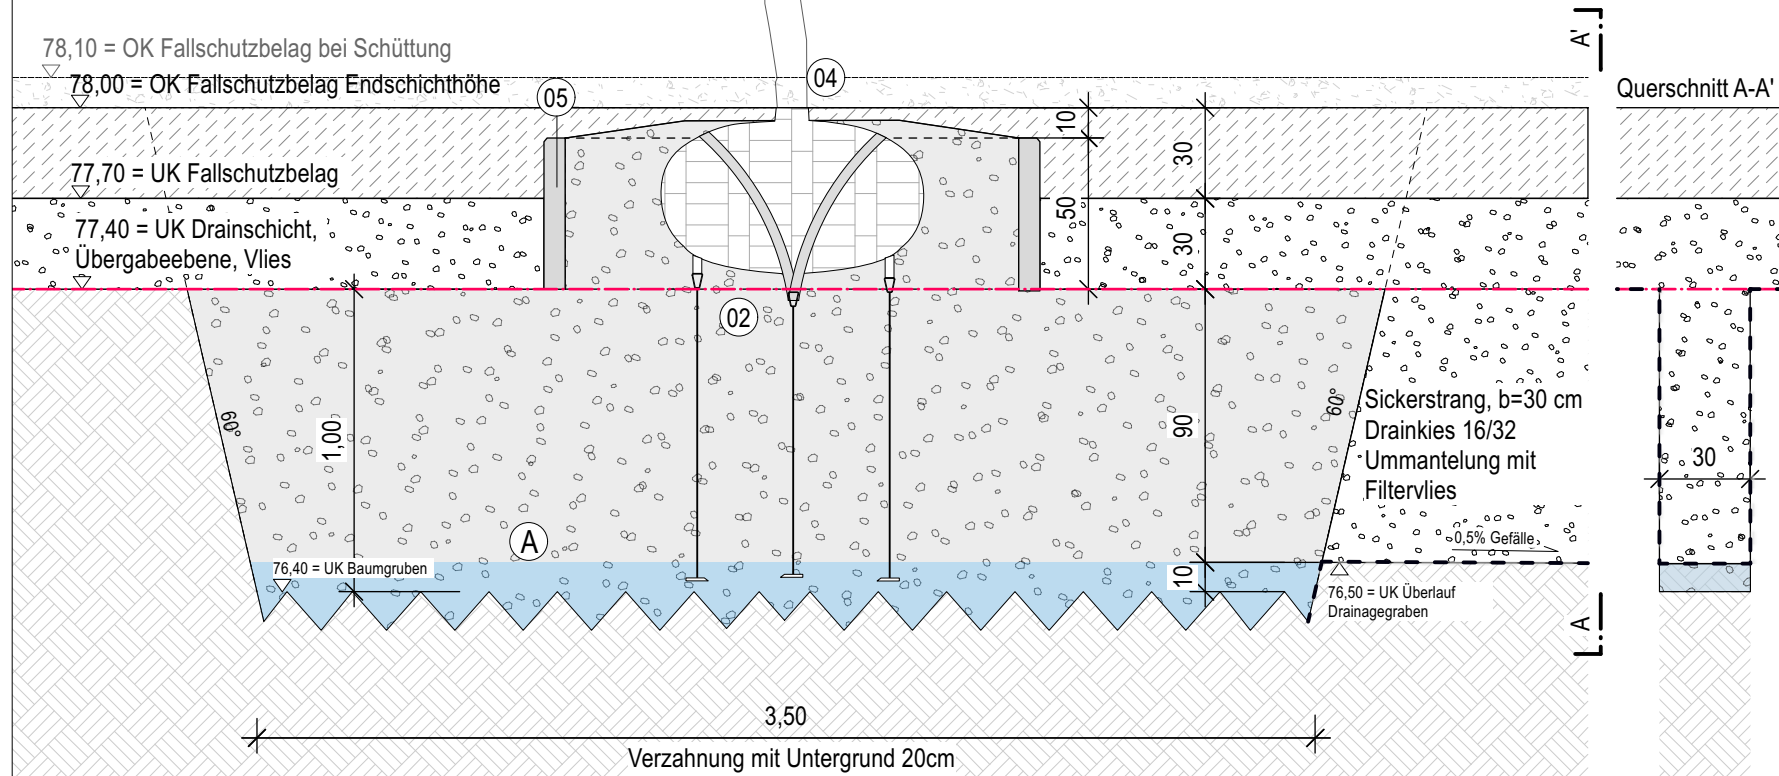 78,10 = OK Fallschutzbelag bei Schüttung
78,00 = OK Fallschutzbelag Endschichthöhe
05
04
A'
Querschnitt A-A'
10
30
77,70 = UK Fallschutzbelag
50
77,40 = UK Drainschicht,
Übergabeebene, Vlies
30
02
60°
1,00
90
60°
Sickerstrang, b=30 cm
Drainkies 16/32
Ummantelung mit
Filtervlies
30
A
0,5% Gefälle
76,40 = UK Baumgruben
10
76,50 = UK Überlauf
Drainagegraben
A
3,50
Verzahnung mit Untergrund 20cm